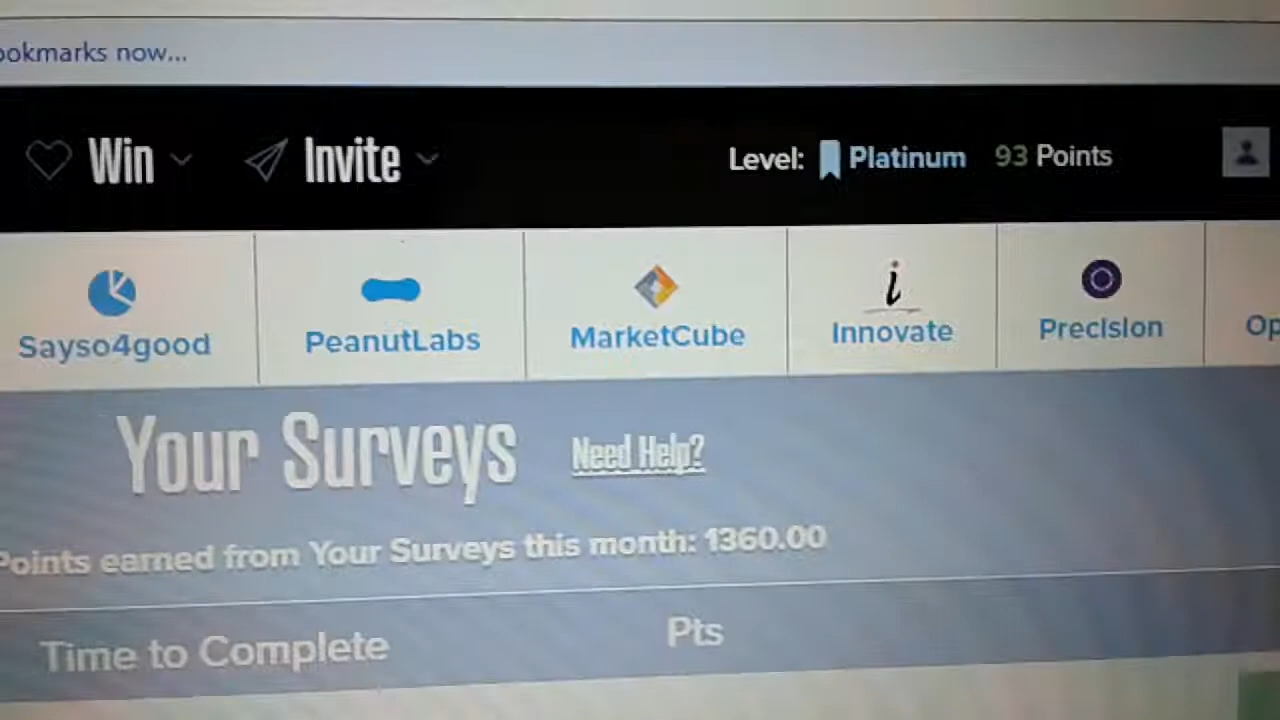 ookmarks now...
Win Invite Level: Platinum 93 Points
Sayso4good PeanutLabs MarketCube Innovate Precision Op
Your Surveys Need Help?
Points earned from Your Surveys this month: 1360.00
Time to Complete Pts